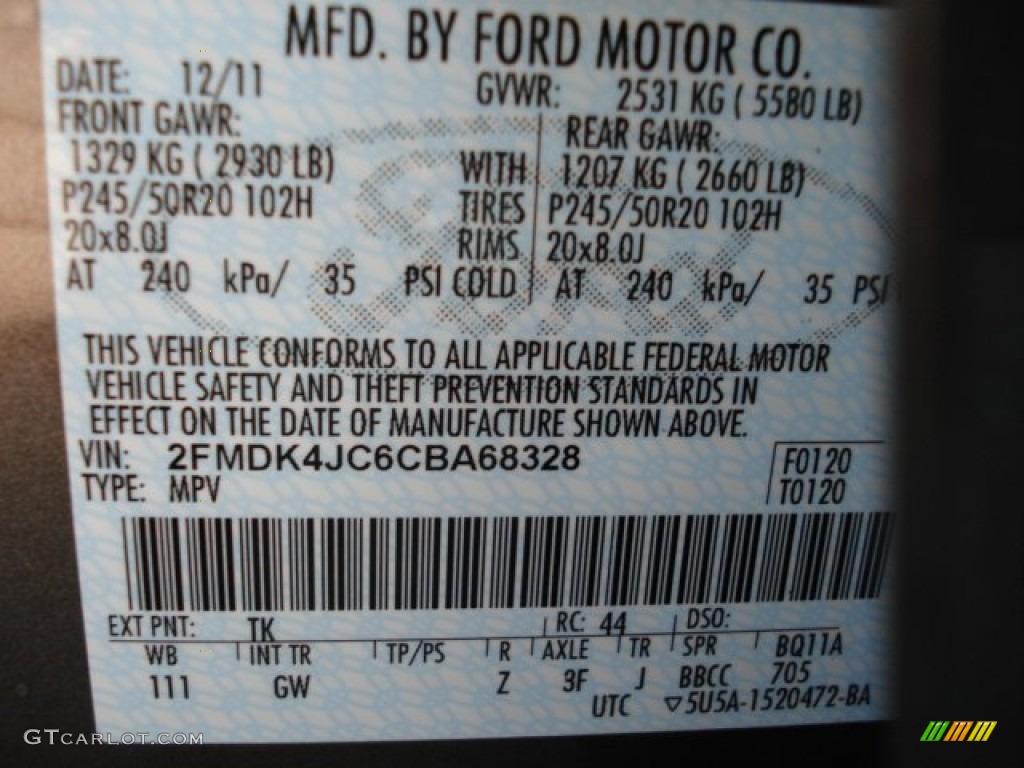 MFD. BY FORD MOTOR CO.
DATE: 12/11 GVWR: 2531 KG ( 5580 LB)
FRONT GAWR: REAR GAWR:
1329 KG ( 2930 LB) WITH 1207 KG ( 2660 LB)
P245/50R20 102H TIRES P245/50R20 102H
20x8.0J RIMS 20x8.0J
AT 240 kPa/ 35 PSI COLD AT 240 kPa/ 35 PSI
THIS VEHICLE CONFORMS TO ALL APPLICABLE FEDERAL MOTOR
VEHICLE SAFETY AND THEFT PREVENTION STANDARDS IN
EFFECT ON THE DATE OF MANUFACTURE SHOWN ABOVE.
VIN: 2FMDK4JC6CBA68328 F0120
TYPE: MPV T0120
EXT PNT: TK RC: 44 DSO:
WB INT TR TP/PS R AXLE TR SPR BQ11A
111 GW Z 3F J BBCC 705
UTC ▽5U5A-1520472-BA
GTCARLOT.COM